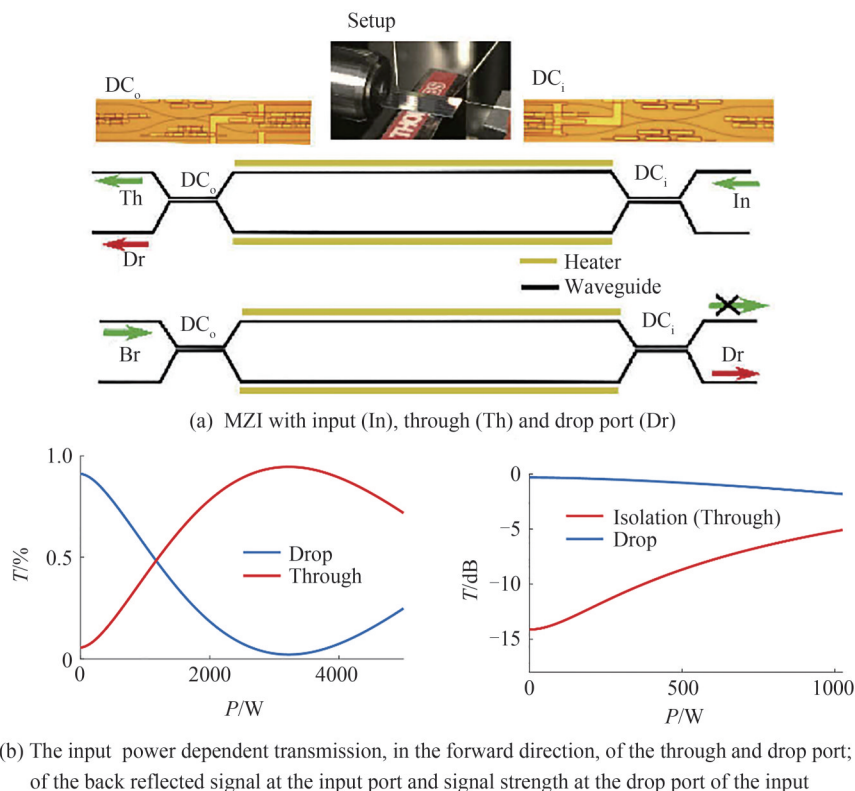 Setup
DCo
DCi
THO
ES
DCo
DCi
Th
In
Dr
Heater
Waveguide
DCo
DCi
Br
Dr
(a) MZI with input (In), through (Th) and drop port (Dr)
1.0
0.5
0
T/%
Drop
Through
0
2000
4000
P/W
0
−5
−10
−15
T/dB
Isolation (Through)
Drop
0
500
1000
P/W
(b) The input power dependent transmission, in the forward direction, of the through and drop port;
of the back reflected signal at the input port and signal strength at the drop port of the input